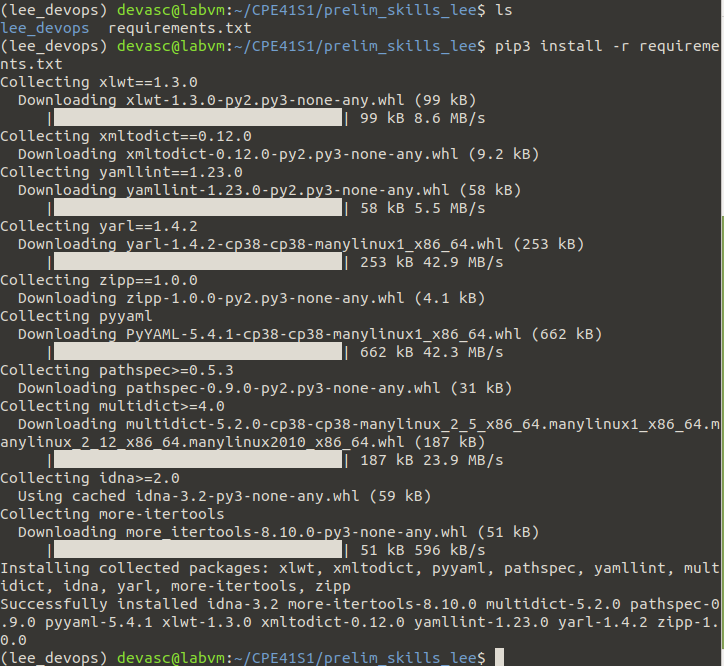 (lee_devops) devasc@labvm:~/CPE41S1/prelim_skills_lee$ ls
lee_devops  requirements.txt
(lee_devops) devasc@labvm:~/CPE41S1/prelim_skills_lee$ pip3 install -r requireme
nts.txt
Collecting xlwt==1.3.0
  Downloading xlwt-1.3.0-py2.py3-none-any.whl (99 kB)
     |████████████████████████████████| 99 kB 8.6 MB/s
Collecting xmltodict==0.12.0
  Downloading xmltodict-0.12.0-py2.py3-none-any.whl (9.2 kB)
Collecting yamllint==1.23.0
  Downloading yamllint-1.23.0-py2.py3-none-any.whl (58 kB)
     |████████████████████████████████| 58 kB 5.5 MB/s
Collecting yarl==1.4.2
  Downloading yarl-1.4.2-cp38-cp38-manylinux1_x86_64.whl (253 kB)
     |████████████████████████████████| 253 kB 42.9 MB/s
Collecting zipp==1.0.0
  Downloading zipp-1.0.0-py2.py3-none-any.whl (4.1 kB)
Collecting pyyaml
  Downloading PyYAML-5.4.1-cp38-cp38-manylinux1_x86_64.whl (662 kB)
     |████████████████████████████████| 662 kB 42.3 MB/s
Collecting pathspec>=0.5.3
  Downloading pathspec-0.9.0-py2.py3-none-any.whl (31 kB)
Collecting multidict>=4.0
  Downloading multidict-5.2.0-cp38-cp38-manylinux_2_5_x86_64.manylinux1_x86_64.m
anylinux_2_12_x86_64.manylinux2010_x86_64.whl (187 kB)
     |████████████████████████████████| 187 kB 23.9 MB/s
Collecting idna>=2.0
  Using cached idna-3.2-py3-none-any.whl (59 kB)
Collecting more-itertools
  Downloading more_itertools-8.10.0-py3-none-any.whl (51 kB)
     |████████████████████████████████| 51 kB 596 kB/s
Installing collected packages: xlwt, xmltodict, pyyaml, pathspec, yamllint, mult
idict, idna, yarl, more-itertools, zipp
Successfully installed idna-3.2 more-itertools-8.10.0 multidict-5.2.0 pathspec-0
.9.0 pyyaml-5.4.1 xlwt-1.3.0 xmltodict-0.12.0 yamllint-1.23.0 yarl-1.4.2 zipp-1.
0.0
(lee_devops) devasc@labvm:~/CPE41S1/prelim_skills_lee$